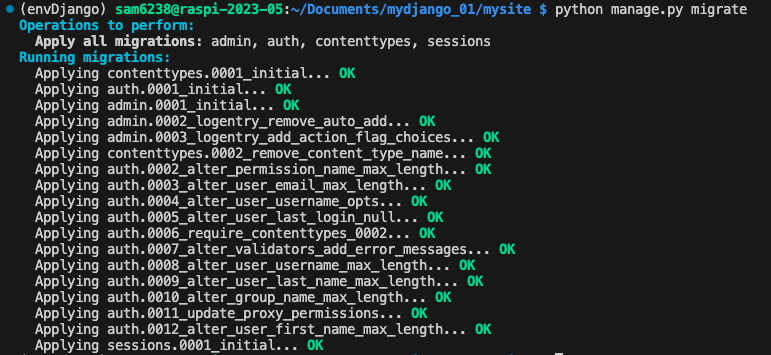 (envDjango) sam6238@raspi-2023-05:~/Documents/mydjango_01/mysite $ python manage.py migrate
Operations to perform:
  Apply all migrations: admin, auth, contenttypes, sessions
Running migrations:
  Applying contenttypes.0001_initial... OK
  Applying auth.0001_initial... OK
  Applying admin.0001_initial... OK
  Applying admin.0002_logentry_remove_auto_add... OK
  Applying admin.0003_logentry_add_action_flag_choices... OK
  Applying contenttypes.0002_remove_content_type_name... OK
  Applying auth.0002_alter_permission_name_max_length... OK
  Applying auth.0003_alter_user_email_max_length... OK
  Applying auth.0004_alter_user_username_opts... OK
  Applying auth.0005_alter_user_last_login_null... OK
  Applying auth.0006_require_contenttypes_0002... OK
  Applying auth.0007_alter_validators_add_error_messages... OK
  Applying auth.0008_alter_user_username_max_length... OK
  Applying auth.0009_alter_user_last_name_max_length... OK
  Applying auth.0010_alter_group_name_max_length... OK
  Applying auth.0011_update_proxy_permissions... OK
  Applying auth.0012_alter_user_first_name_max_length... OK
  Applying sessions.0001_initial... OK